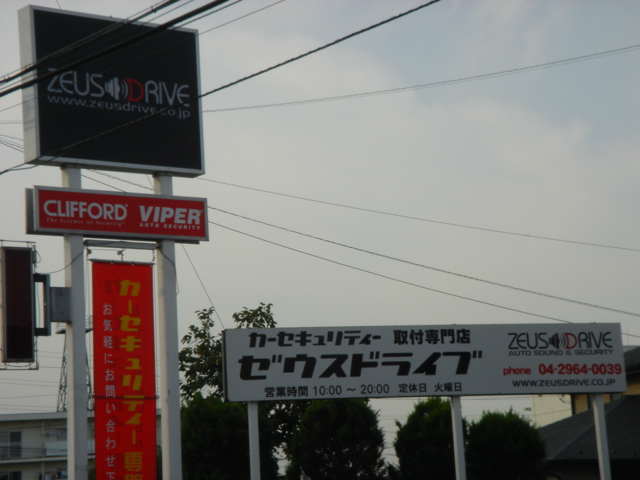 ZEUS DRIVE
www.zeusdrive.co.jp
CLIFFORD VIPER
AUTO SECURITY
カーセキュリティー専
お気軽にお問い合わせ下
カーセキュリティー 取付専門店
ゼウスドライブ
営業時間 10:00 ～ 20:00 定休日 火曜日
ZEUS DRIVE
AUTO SOUND & SECURITY
phone 04-2964-0039
WWW.ZEUSDRIVE.CO.JP